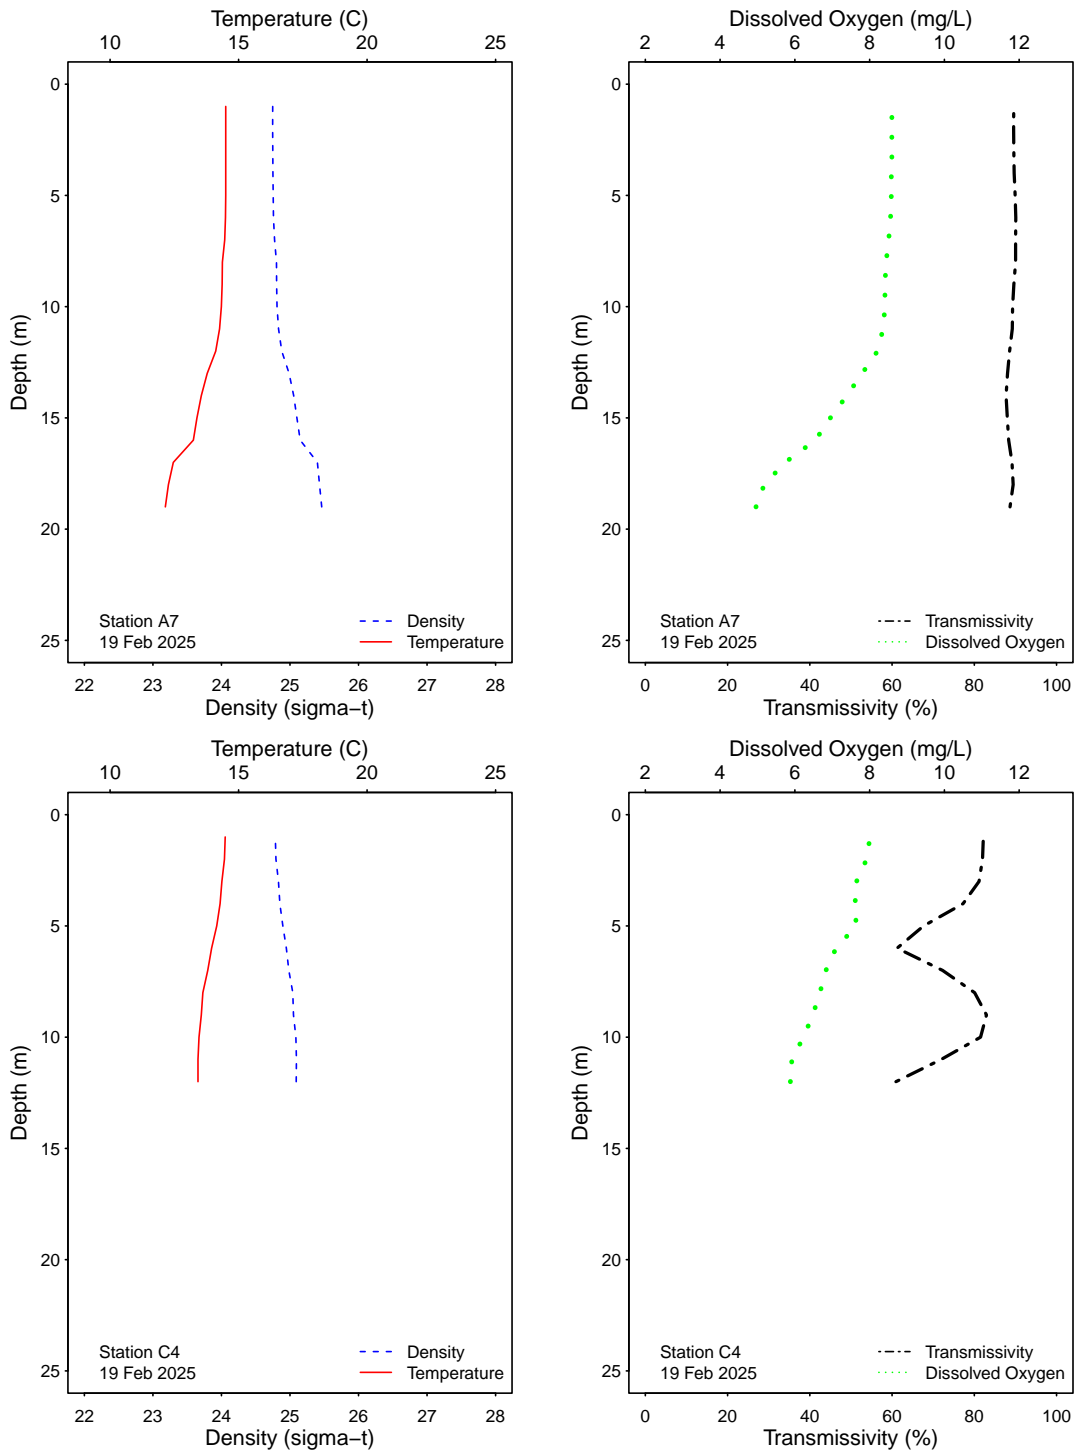 Temperature (C)
10 15 20 25
0
5
10
15
20
25
Depth (m)
Station A7
19 Feb 2025
Density
Temperature
22 23 24 25 26 27 28
Density (sigma−t)
Dissolved Oxygen (mg/L)
2 4 6 8 10 12
0
5
10
15
20
25
Depth (m)
Station A7
19 Feb 2025
Transmissivity
Dissolved Oxygen
0 20 40 60 80 100
Transmissivity (%)
Temperature (C)
10 15 20 25
0
5
10
15
20
25
Depth (m)
Station C4
19 Feb 2025
Density
Temperature
22 23 24 25 26 27 28
Density (sigma−t)
Dissolved Oxygen (mg/L)
2 4 6 8 10 12
0
5
10
15
20
25
Depth (m)
Station C4
19 Feb 2025
Transmissivity
Dissolved Oxygen
0 20 40 60 80 100
Transmissivity (%)